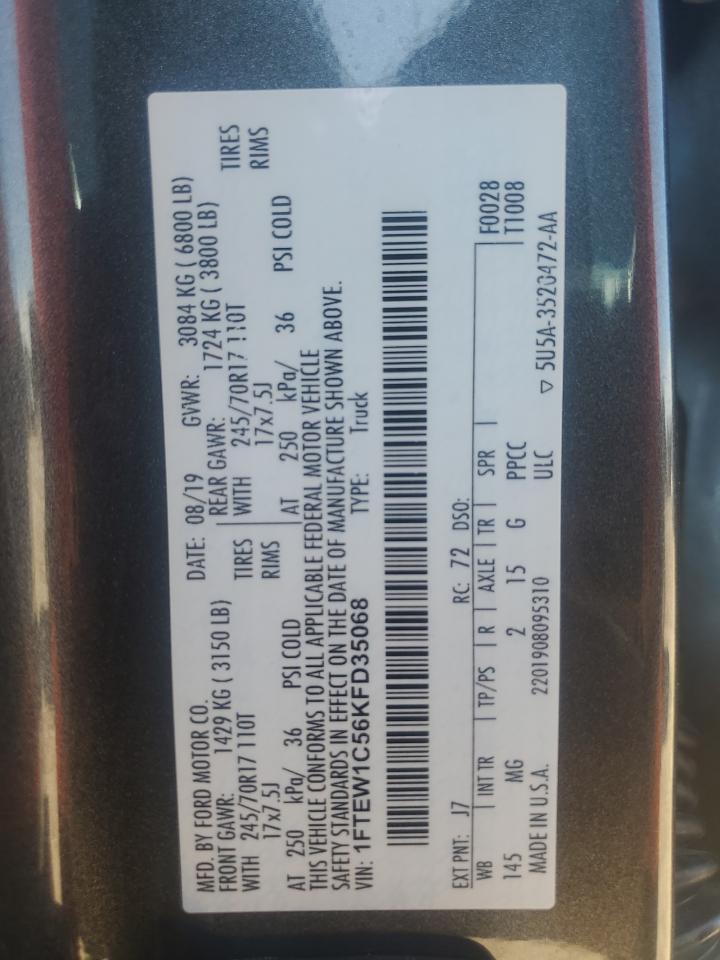 MFD. BY FORD MOTOR CO. DATE: 08/19 GVWR: 3084 KG ( 6800 LB)
FRONT GAWR: 1429 KG ( 3150 LB) REAR GAWR: 1724 KG ( 3800 LB)
WITH 245/70R17 110T TIRES WITH 245/70R17 110T TIRES
17x7.5J RIMS 17x7.5J RIMS
AT 250 kPa/ 36 PSI COLD AT 250 kPa/ 36 PSI COLD
THIS VEHICLE CONFORMS TO ALL APPLICABLE FEDERAL MOTOR VEHICLE
SAFETY STANDARDS IN EFFECT ON THE DATE OF MANUFACTURE SHOWN ABOVE.
VIN: 1FTEW1C56KFD35068 TYPE: Truck
EXT PNT: J7 RC: 72 DSO:
WB INT TR TP/PS R AXLE TR SPR F0028
145 MG 2 15 G PPCC T1008
MADE IN U.S.A. 2201908095310 ULC ▽ 5U5A-3520472-AA